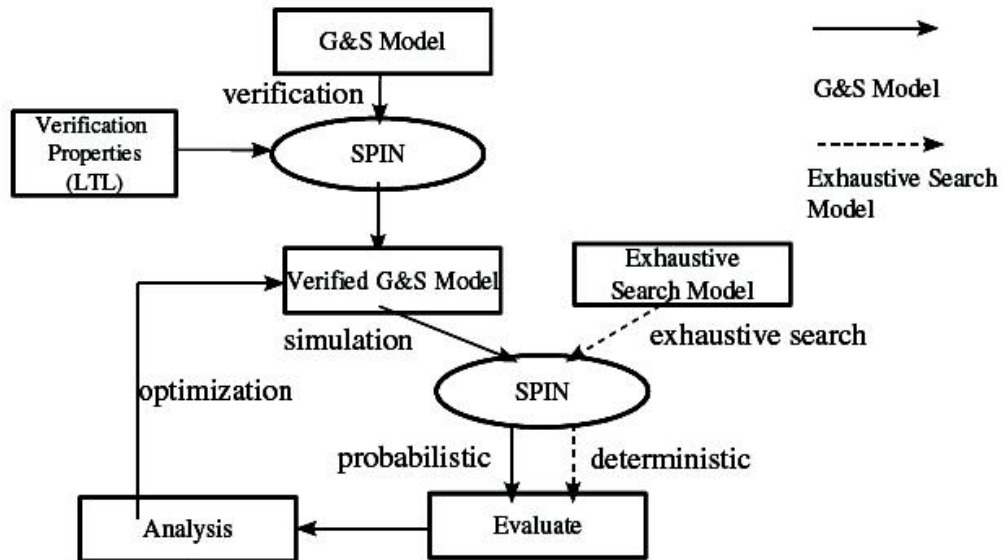 G&S Model
verification
Verification
Properties
(LTL)
SPIN
G&S Model
Exhaustive Search
Model
Verified G&S Model
Exhaustive
Search Model
simulation
exhaustive search
optimization
SPIN
probabilistic
deterministic
Analysis
Evaluate